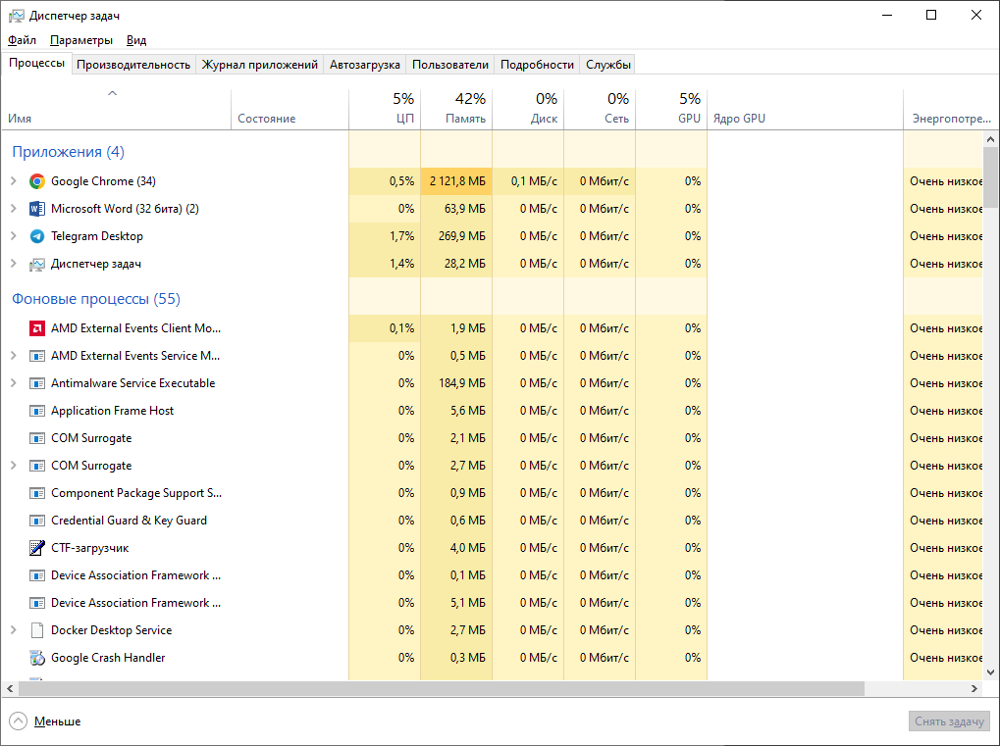 Диспетчер задач
Файл Параметры Вид
Процессы Производительность Журнал приложений Автозагрузка Пользователи Подробности Службы
5% 42% 0% 0% 5%
Имя Состояние ЦП Память Диск Сеть GPU Ядро GPU Энергопотре...
Приложения (4)
Google Chrome (34) 0,5% 2 121,8 МБ 0,1 МБ/с 0 Мбит/с 0% Очень низкое
Microsoft Word (32 бита) (2) 0% 63,9 МБ 0 МБ/с 0 Мбит/с 0% Очень низкое
Telegram Desktop 1,7% 269,9 МБ 0 МБ/с 0 Мбит/с 0% Очень низкое
Диспетчер задач 1,4% 28,2 МБ 0 МБ/с 0 Мбит/с 0% Очень низкое
Фоновые процессы (55)
AMD External Events Client Mo... 0,1% 1,9 МБ 0 МБ/с 0 Мбит/с 0% Очень низкое
AMD External Events Service M... 0% 0,5 МБ 0 МБ/с 0 Мбит/с 0% Очень низкое
Antimalware Service Executable 0% 184,9 МБ 0 МБ/с 0 Мбит/с 0% Очень низкое
Application Frame Host 0% 5,6 МБ 0 МБ/с 0 Мбит/с 0% Очень низкое
COM Surrogate 0% 2,1 МБ 0 МБ/с 0 Мбит/с 0% Очень низкое
COM Surrogate 0% 2,7 МБ 0 МБ/с 0 Мбит/с 0% Очень низкое
Component Package Support S... 0% 0,9 МБ 0 МБ/с 0 Мбит/с 0% Очень низкое
Credential Guard & Key Guard 0% 0,6 МБ 0 МБ/с 0 Мбит/с 0% Очень низкое
CTF-загрузчик 0% 4,0 МБ 0 МБ/с 0 Мбит/с 0% Очень низкое
Device Association Framework ... 0% 0,1 МБ 0 МБ/с 0 Мбит/с 0% Очень низкое
Device Association Framework ... 0% 5,1 МБ 0 МБ/с 0 Мбит/с 0% Очень низкое
Docker Desktop Service 0% 2,7 МБ 0 МБ/с 0 Мбит/с 0% Очень низкое
Google Crash Handler 0% 0,3 МБ 0 МБ/с 0 Мбит/с 0% Очень низкое
Меньше Снять задачу